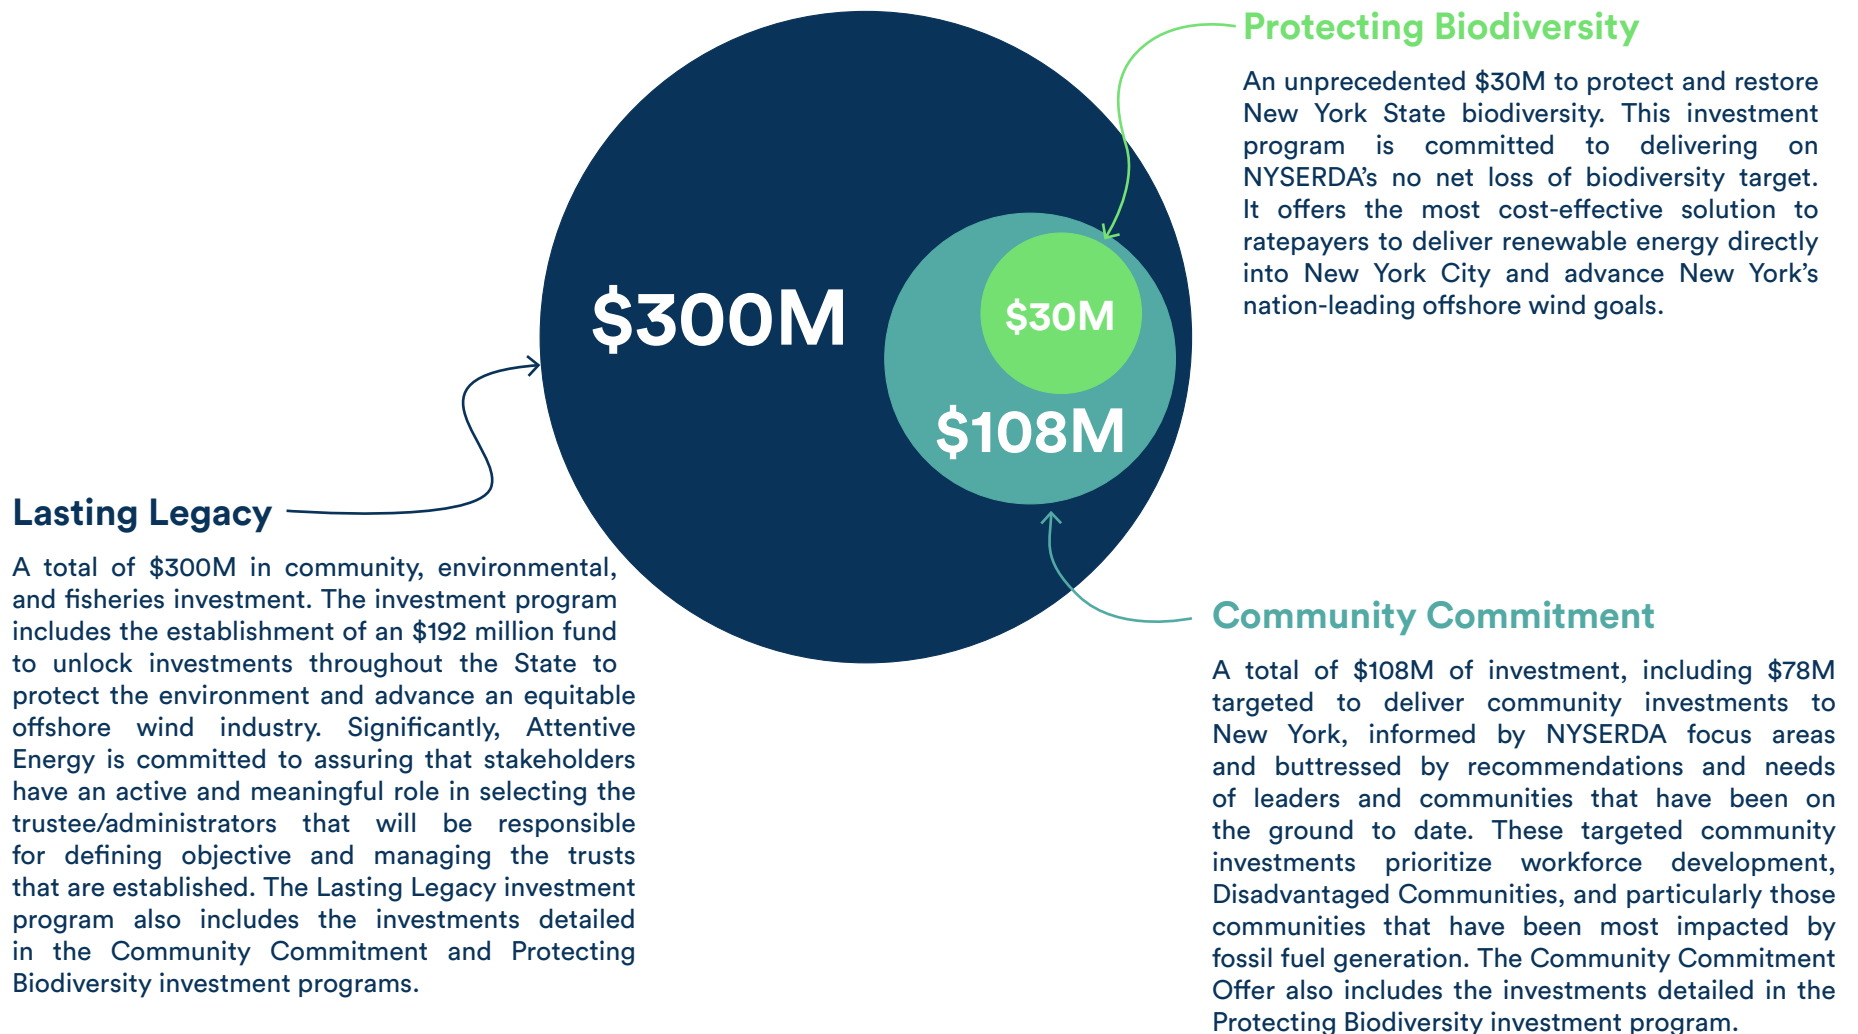 Protecting Biodiversity
An unprecedented $30M to protect and restore
New York State biodiversity. This investment
program is committed to delivering on
NYSERDA's no net loss of biodiversity target.
It offers the most cost-effective solution to
ratepayers to deliver renewable energy directly
into New York City and advance New York's
nation-leading offshore wind goals.
$300M
$30M
$108M
Lasting Legacy
A total of $300M in community, environmental,
and fisheries investment. The investment program
includes the establishment of an $192 million fund
to unlock investments throughout the State to
protect the environment and advance an equitable
offshore wind industry. Significantly, Attentive
Energy is committed to assuring that stakeholders
have an active and meaningful role in selecting the
trustee/administrators that will be responsible
for defining objective and managing the trusts
that are established. The Lasting Legacy investment
program also includes the investments detailed
in the Community Commitment and Protecting
Biodiversity investment programs.
Community Commitment
A total of $108M of investment, including $78M
targeted to deliver community investments to
New York, informed by NYSERDA focus areas
and buttressed by recommendations and needs
of leaders and communities that have been on
the ground to date. These targeted community
investments prioritize workforce development,
Disadvantaged Communities, and particularly those
communities that have been most impacted by
fossil fuel generation. The Community Commitment
Offer also includes the investments detailed in the
Protecting Biodiversity investment program.